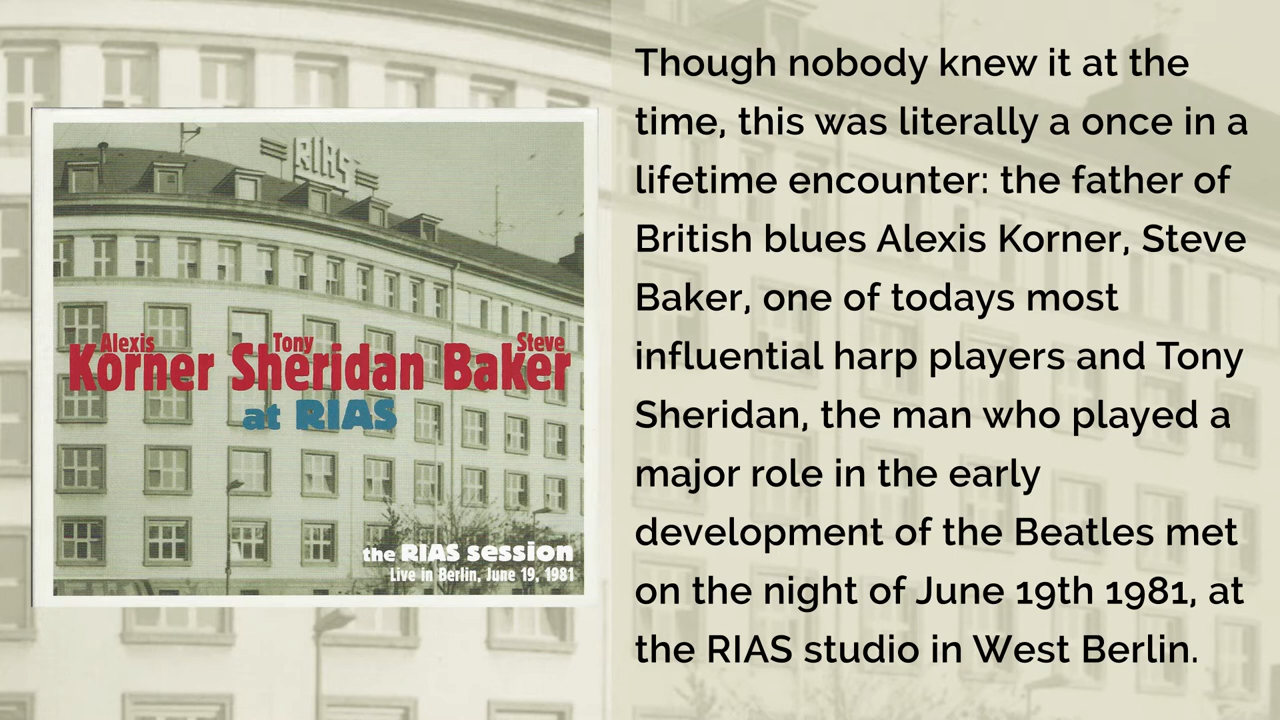 RIAS
Alexis Tony Steve
Korner Sheridan Baker
at RIAS
the RIAS session
Live in Berlin, June 19, 1981
Though nobody knew it at the
time, this was literally a once in a
lifetime encounter: the father of
British blues Alexis Korner, Steve
Baker, one of todays most
influential harp players and Tony
Sheridan, the man who played a
major role in the early
development of the Beatles met
on the night of June 19th 1981, at
the RIAS studio in West Berlin.